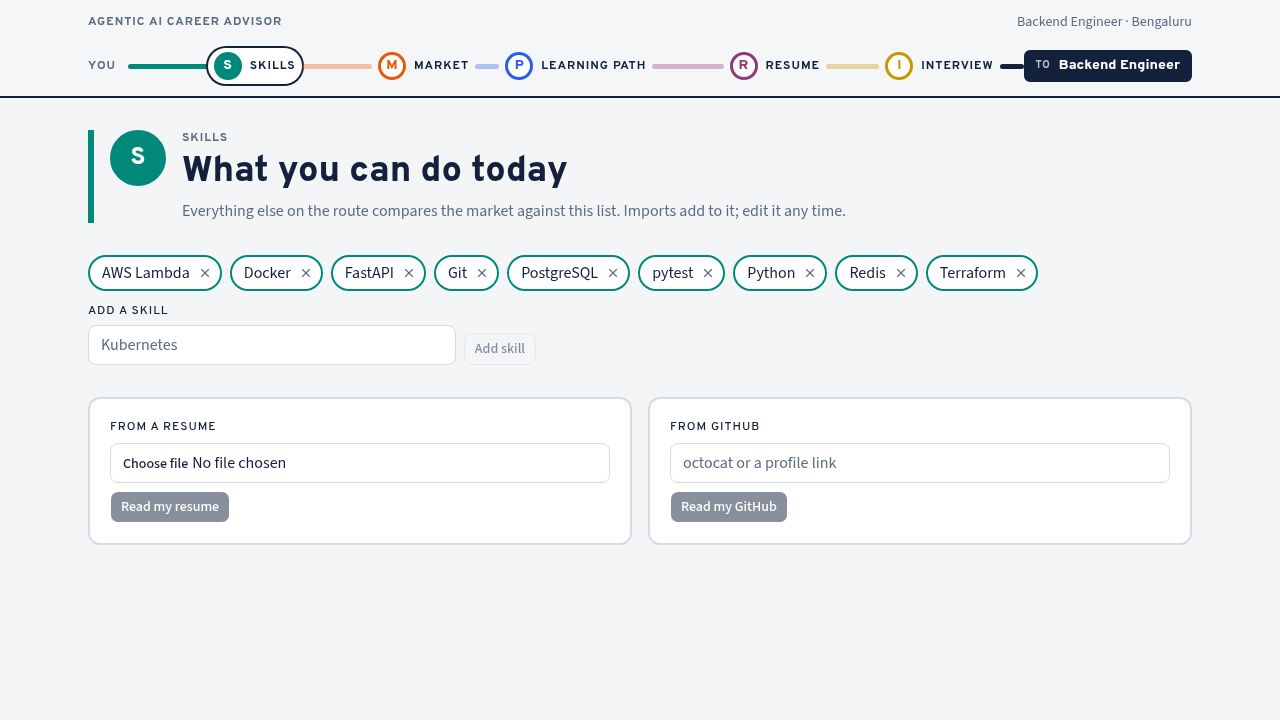 AGENTIC AI CAREER ADVISOR
Backend Engineer · Bengaluru
YOU S SKILLS M MARKET P LEARNING PATH R RESUME I INTERVIEW TO Backend Engineer
S
SKILLS
What you can do today
Everything else on the route compares the market against this list. Imports add to it; edit it any time.
AWS Lambda × Docker × FastAPI × Git × PostgreSQL × pytest × Python × Redis × Terraform ×
ADD A SKILL
Kubernetes
Add skill
FROM A RESUME
Choose file No file chosen
Read my resume
FROM GITHUB
octocat or a profile link
Read my GitHub